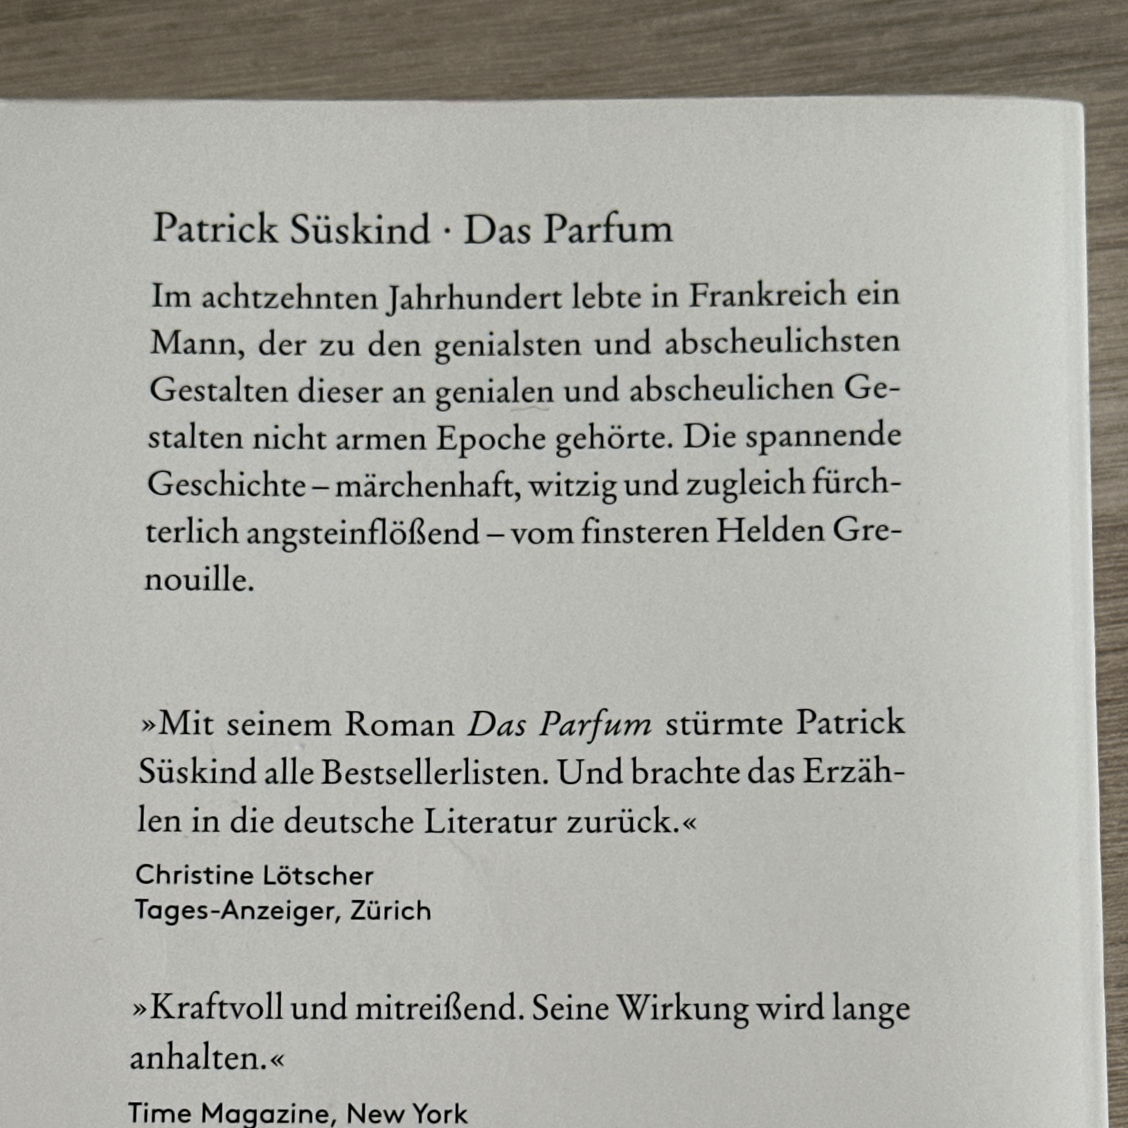 Patrick Süskind · Das Parfum
Im achtzehnten Jahrhundert lebte in Frankreich ein
Mann, der zu den genialsten und abscheulichsten
Gestalten dieser an genialen und abscheulichen Ge-
stalten nicht armen Epoche gehörte. Die spannende
Geschichte – märchenhaft, witzig und zugleich fürch-
terlich angsteinflößend – vom finsteren Helden Gre-
nouille.
»Mit seinem Roman Das Parfum stürmte Patrick
Süskind alle Bestsellerlisten. Und brachte das Erzäh-
len in die deutsche Literatur zurück.«
Christine Lötscher
Tages-Anzeiger, Zürich
»Kraftvoll und mitreißend. Seine Wirkung wird lange
anhalten.«
Time Magazine, New York